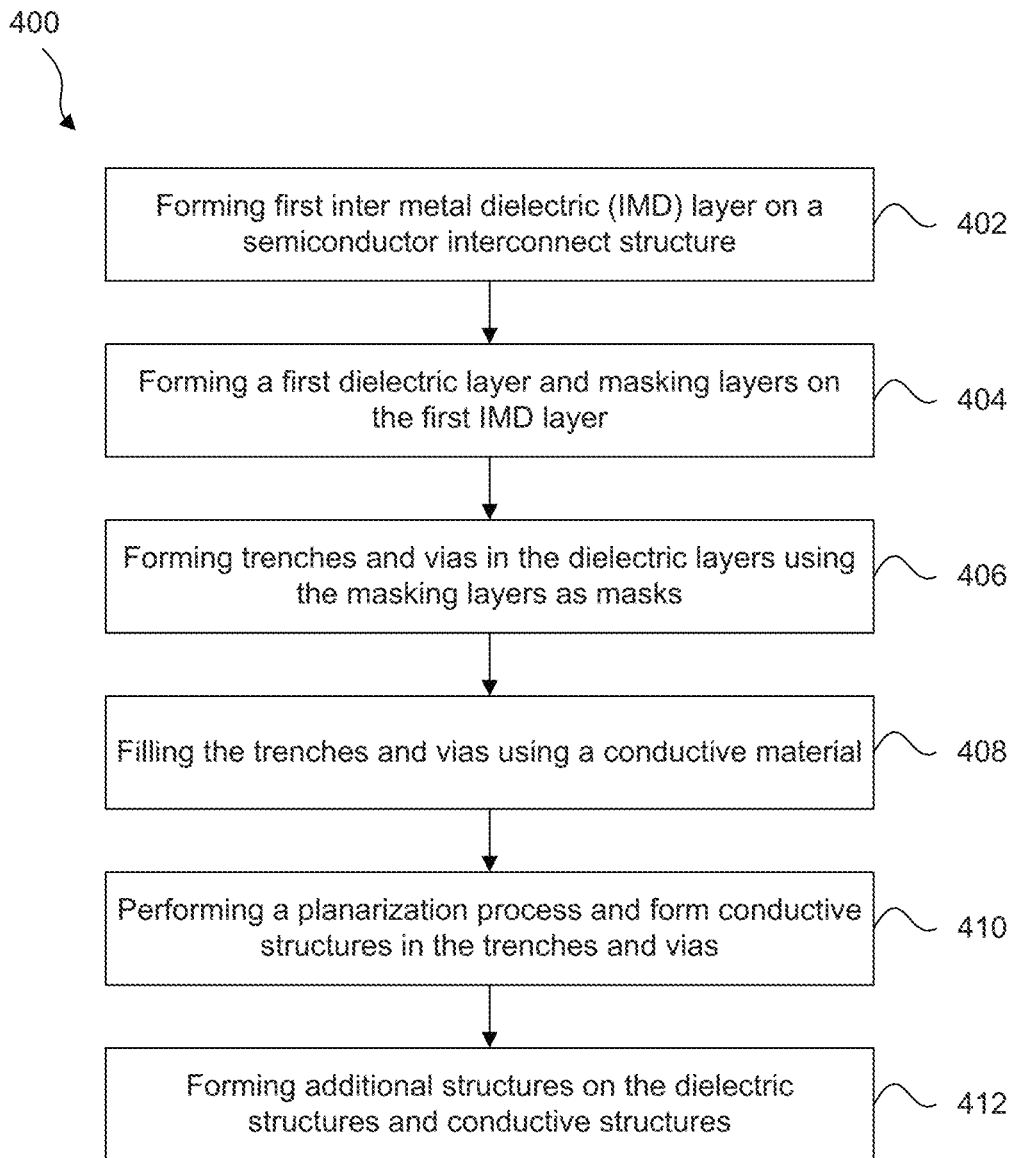 400
Forming first inter metal dielectric (IMD) layer on a
semiconductor interconnect structure
402
Forming a first dielectric layer and masking layers on
the first IMD layer
404
Forming trenches and vias in the dielectric layers using
the masking layers as masks
406
Filling the trenches and vias using a conductive material
408
Performing a planarization process and form conductive
structures in the trenches and vias
410
Forming additional structures on the dielectric
structures and conductive structures
412